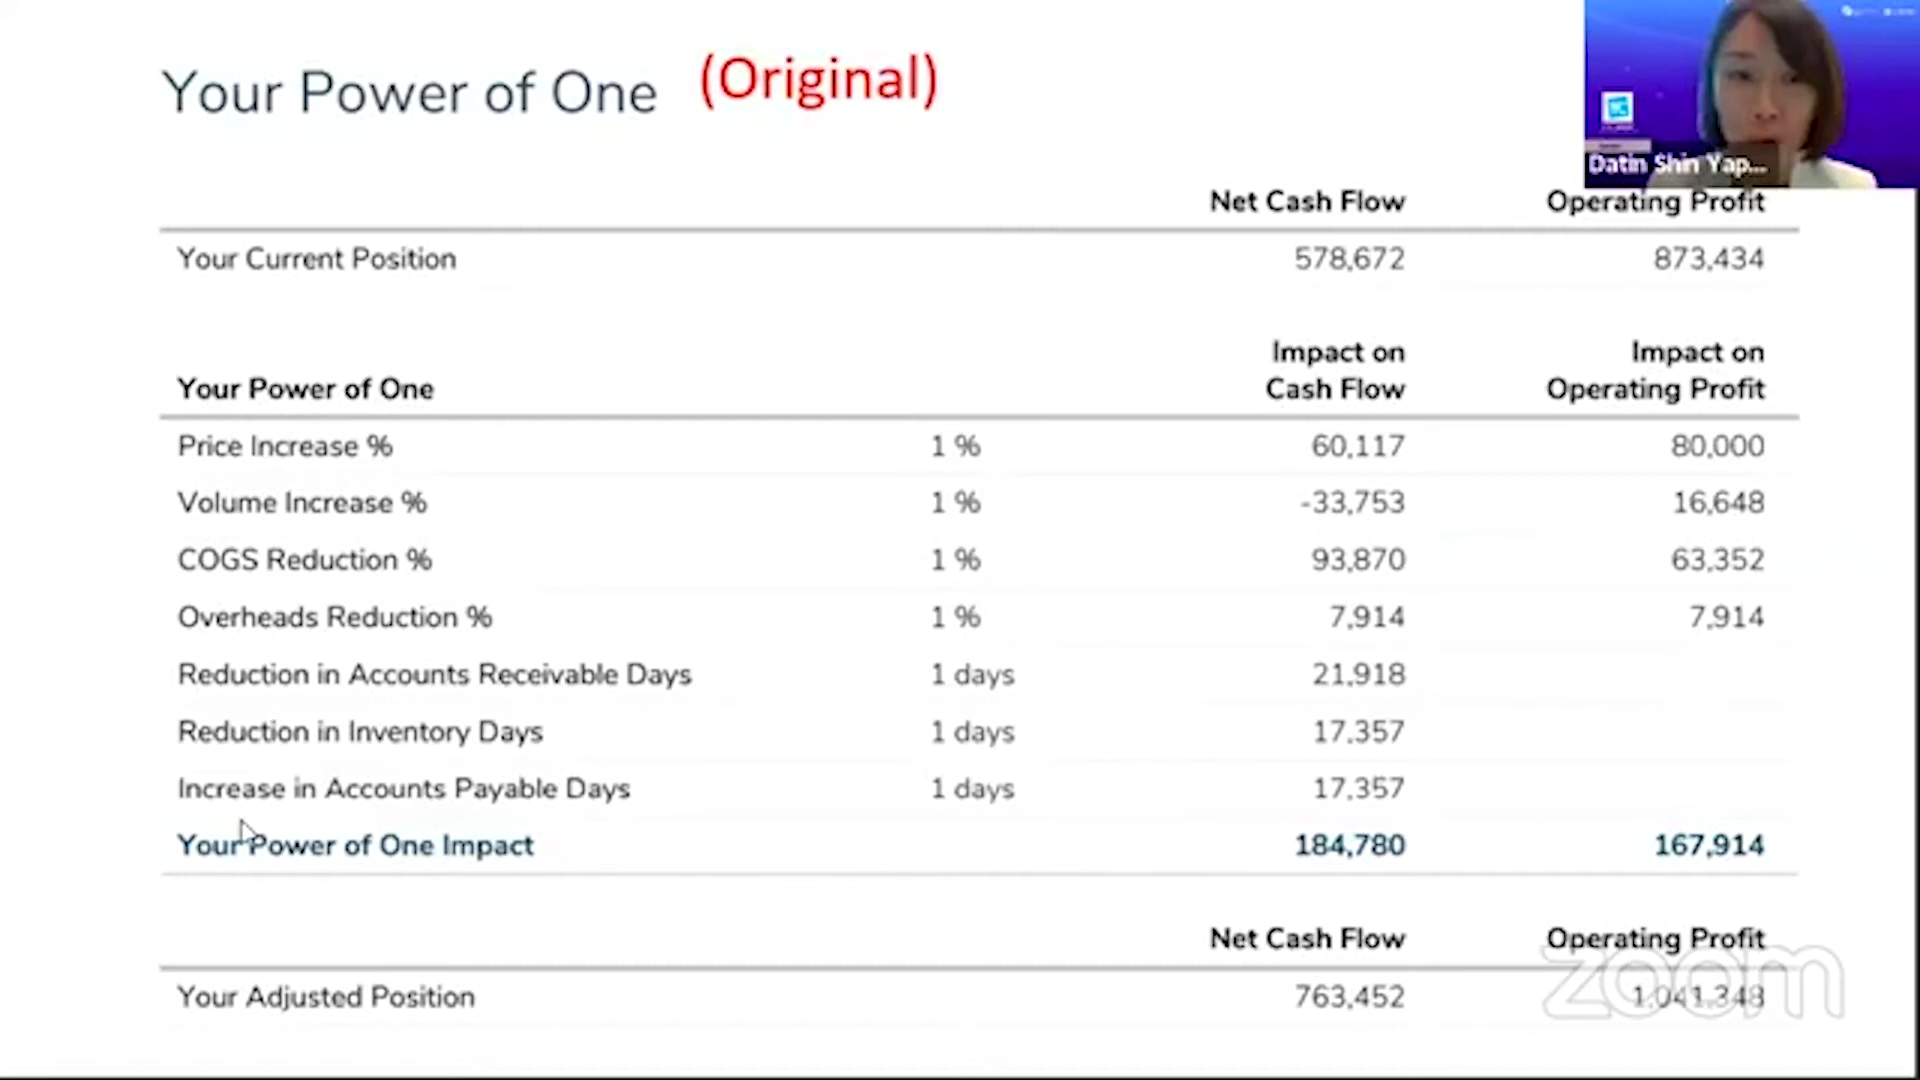 Your Power of One (Original)
Datin Shin Yap...
Net Cash Flow Operating Profit
Your Current Position 578,672 873,434
Impact on Impact on
Your Power of One Cash Flow Operating Profit
Price Increase % 1 % 60,117 80,000
Volume Increase % 1 % -33,753 16,648
COGS Reduction % 1 % 93,870 63,352
Overheads Reduction % 1 % 7,914 7,914
Reduction in Accounts Receivable Days 1 days 21,918
Reduction in Inventory Days 1 days 17,357
Increase in Accounts Payable Days 1 days 17,357
Your Power of One Impact 184,780 167,914
Net Cash Flow Operating Profit
Your Adjusted Position 763,452 1,041,348
zoom